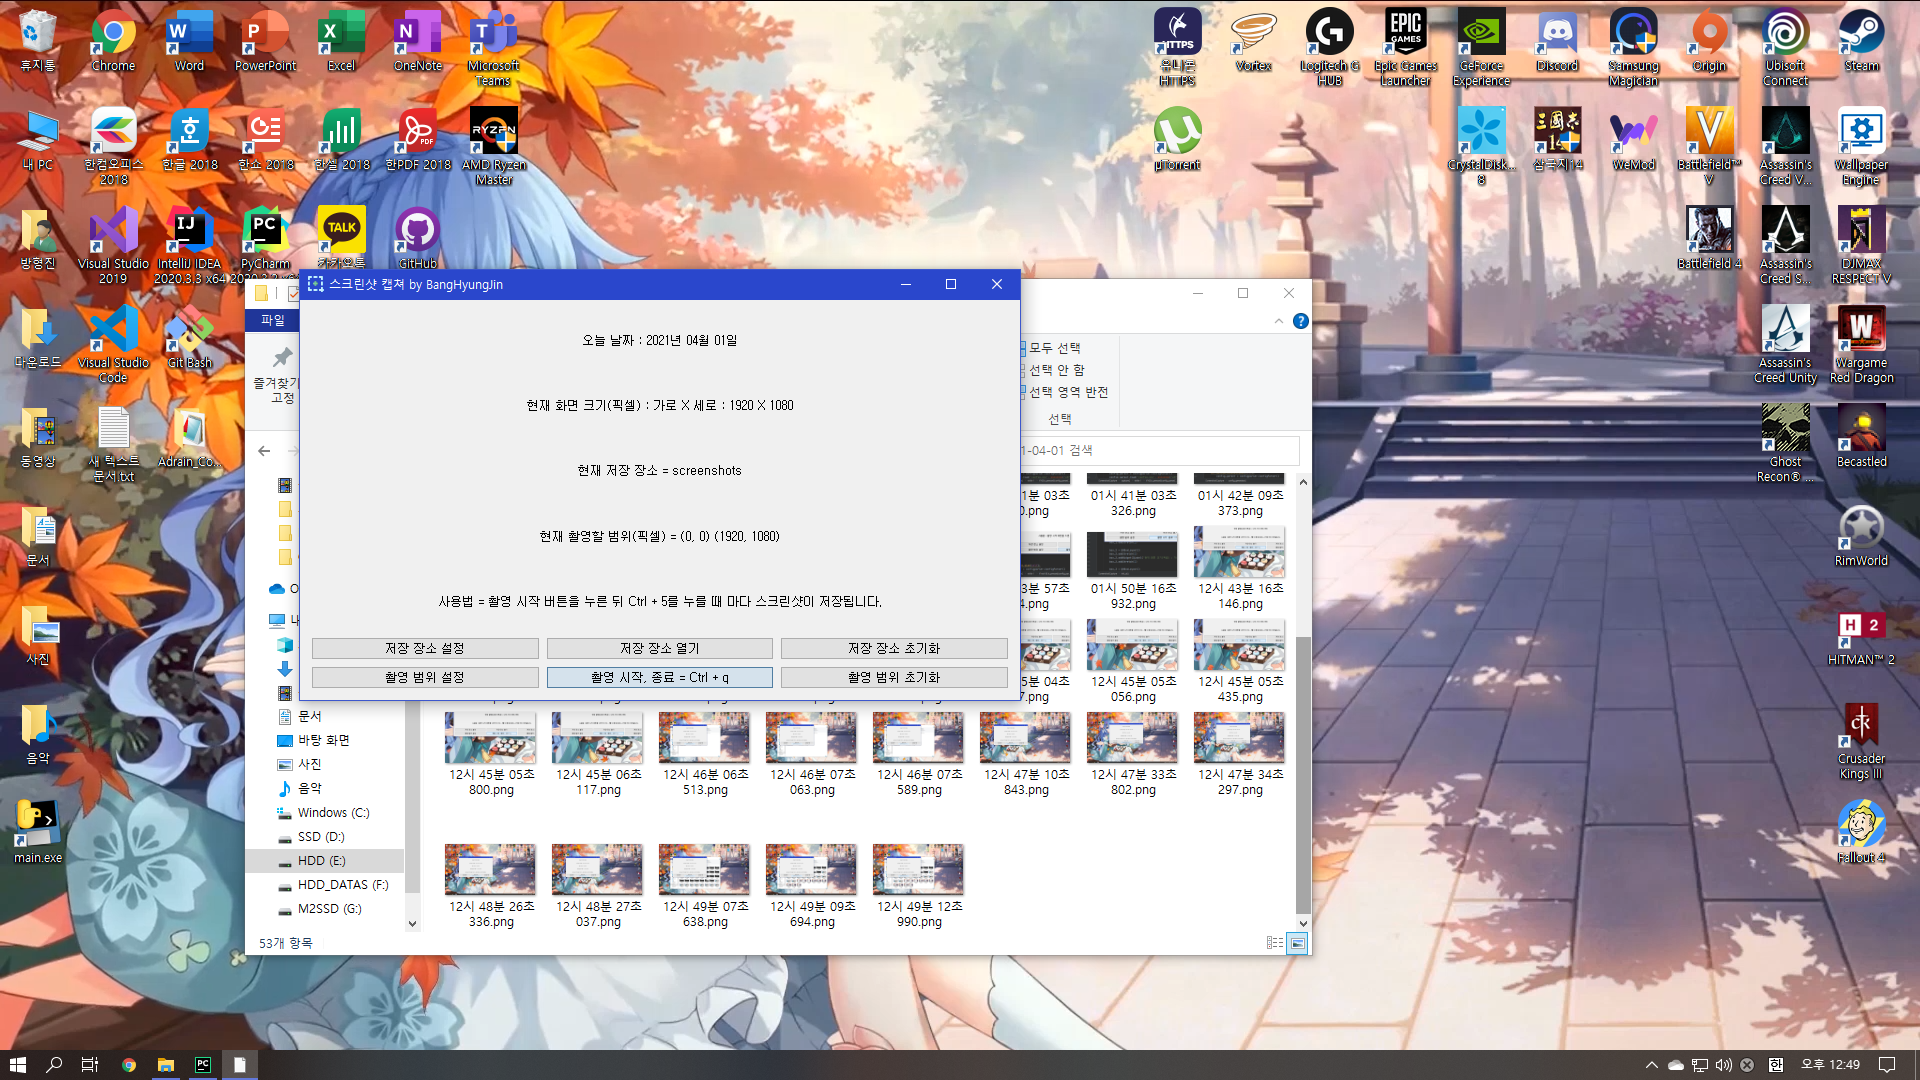 휴지통
Chrome
Word
PowerPoint
Excel
OneNote
Microsoft
Teams
유니콘
HTTPS
Vortex
Logitech G
HUB
Epic Games
Launcher
GeForce
Experience
Discord
Samsung
Magician
Origin
Ubisoft
Connect
Steam
내 PC
한컴오피스
2018
한글 2018
한쇼 2018
한셀 2018
한PDF 2018
AMD Ryzen
Master
µTorrent
CrystalDisk...
8
삼국지14
WeMod
Battlefield™
V
Assassin's
Creed V...
Wallpaper
Engine
방형진
Visual Studio
2019
IntelliJ IDEA
2020.3.3 x64
PyCharm
카카오톡
GitHub
Battlefield 4
Assassin's
Creed S...
DJMAX
RESPECT V
다운로드
Visual Studio
Code
Git Bash
Assassin's
Creed Unity
Wargame
Red Dragon
동영상
새 텍스트
문서.txt
Adrain_Co...
Ghost
Recon® ...
Becastled
문서
RimWorld
사진
HITMAN™ 2
음악
Crusader
Kings III
main.exe
Fallout 4
스크린샷 캡쳐 by BangHyungJin
오늘 날짜 : 2021년 04월 01일
현재 화면 크기(픽셀) : 가로 X 세로 : 1920 X 1080
현재 저장 장소 = screenshots
현재 촬영할 범위(픽셀) = (0, 0) (1920, 1080)
사용법 = 촬영 시작 버튼을 누른 뒤 Ctrl + 5를 누를 때 마다 스크린샷이 저장됩니다.
저장 장소 설정
저장 장소 열기
저장 장소 초기화
촬영 범위 설정
촬영 시작, 종료 = Ctrl + q
촬영 범위 초기화
파일
즐겨찾기
고정
모두 선택
선택 안 함
선택 영역 반전
선택
1-04-01 검색
1분 03초
0.png
01시 41분 03초
326.png
01시 42분 09초
373.png
3분 57초
.png
01시 50분 16초
932.png
12시 43분 16초
146.png
45분 04초
7.png
12시 45분 05초
056.png
12시 45분 05초
435.png
문서
바탕 화면
사진
음악
Windows (C:)
SSD (D:)
HDD (E:)
HDD_DATAS (F:)
M2SSD (G:)
12시 45분 05초
800.png
12시 45분 06초
117.png
12시 46분 06초
513.png
12시 46분 07초
063.png
12시 46분 07초
589.png
12시 47분 10초
843.png
12시 47분 33초
802.png
12시 47분 34초
297.png
12시 48분 26초
336.png
12시 48분 27초
037.png
12시 49분 07초
638.png
12시 49분 09초
694.png
12시 49분 12초
990.png
53개 항목
한
오후 12:49